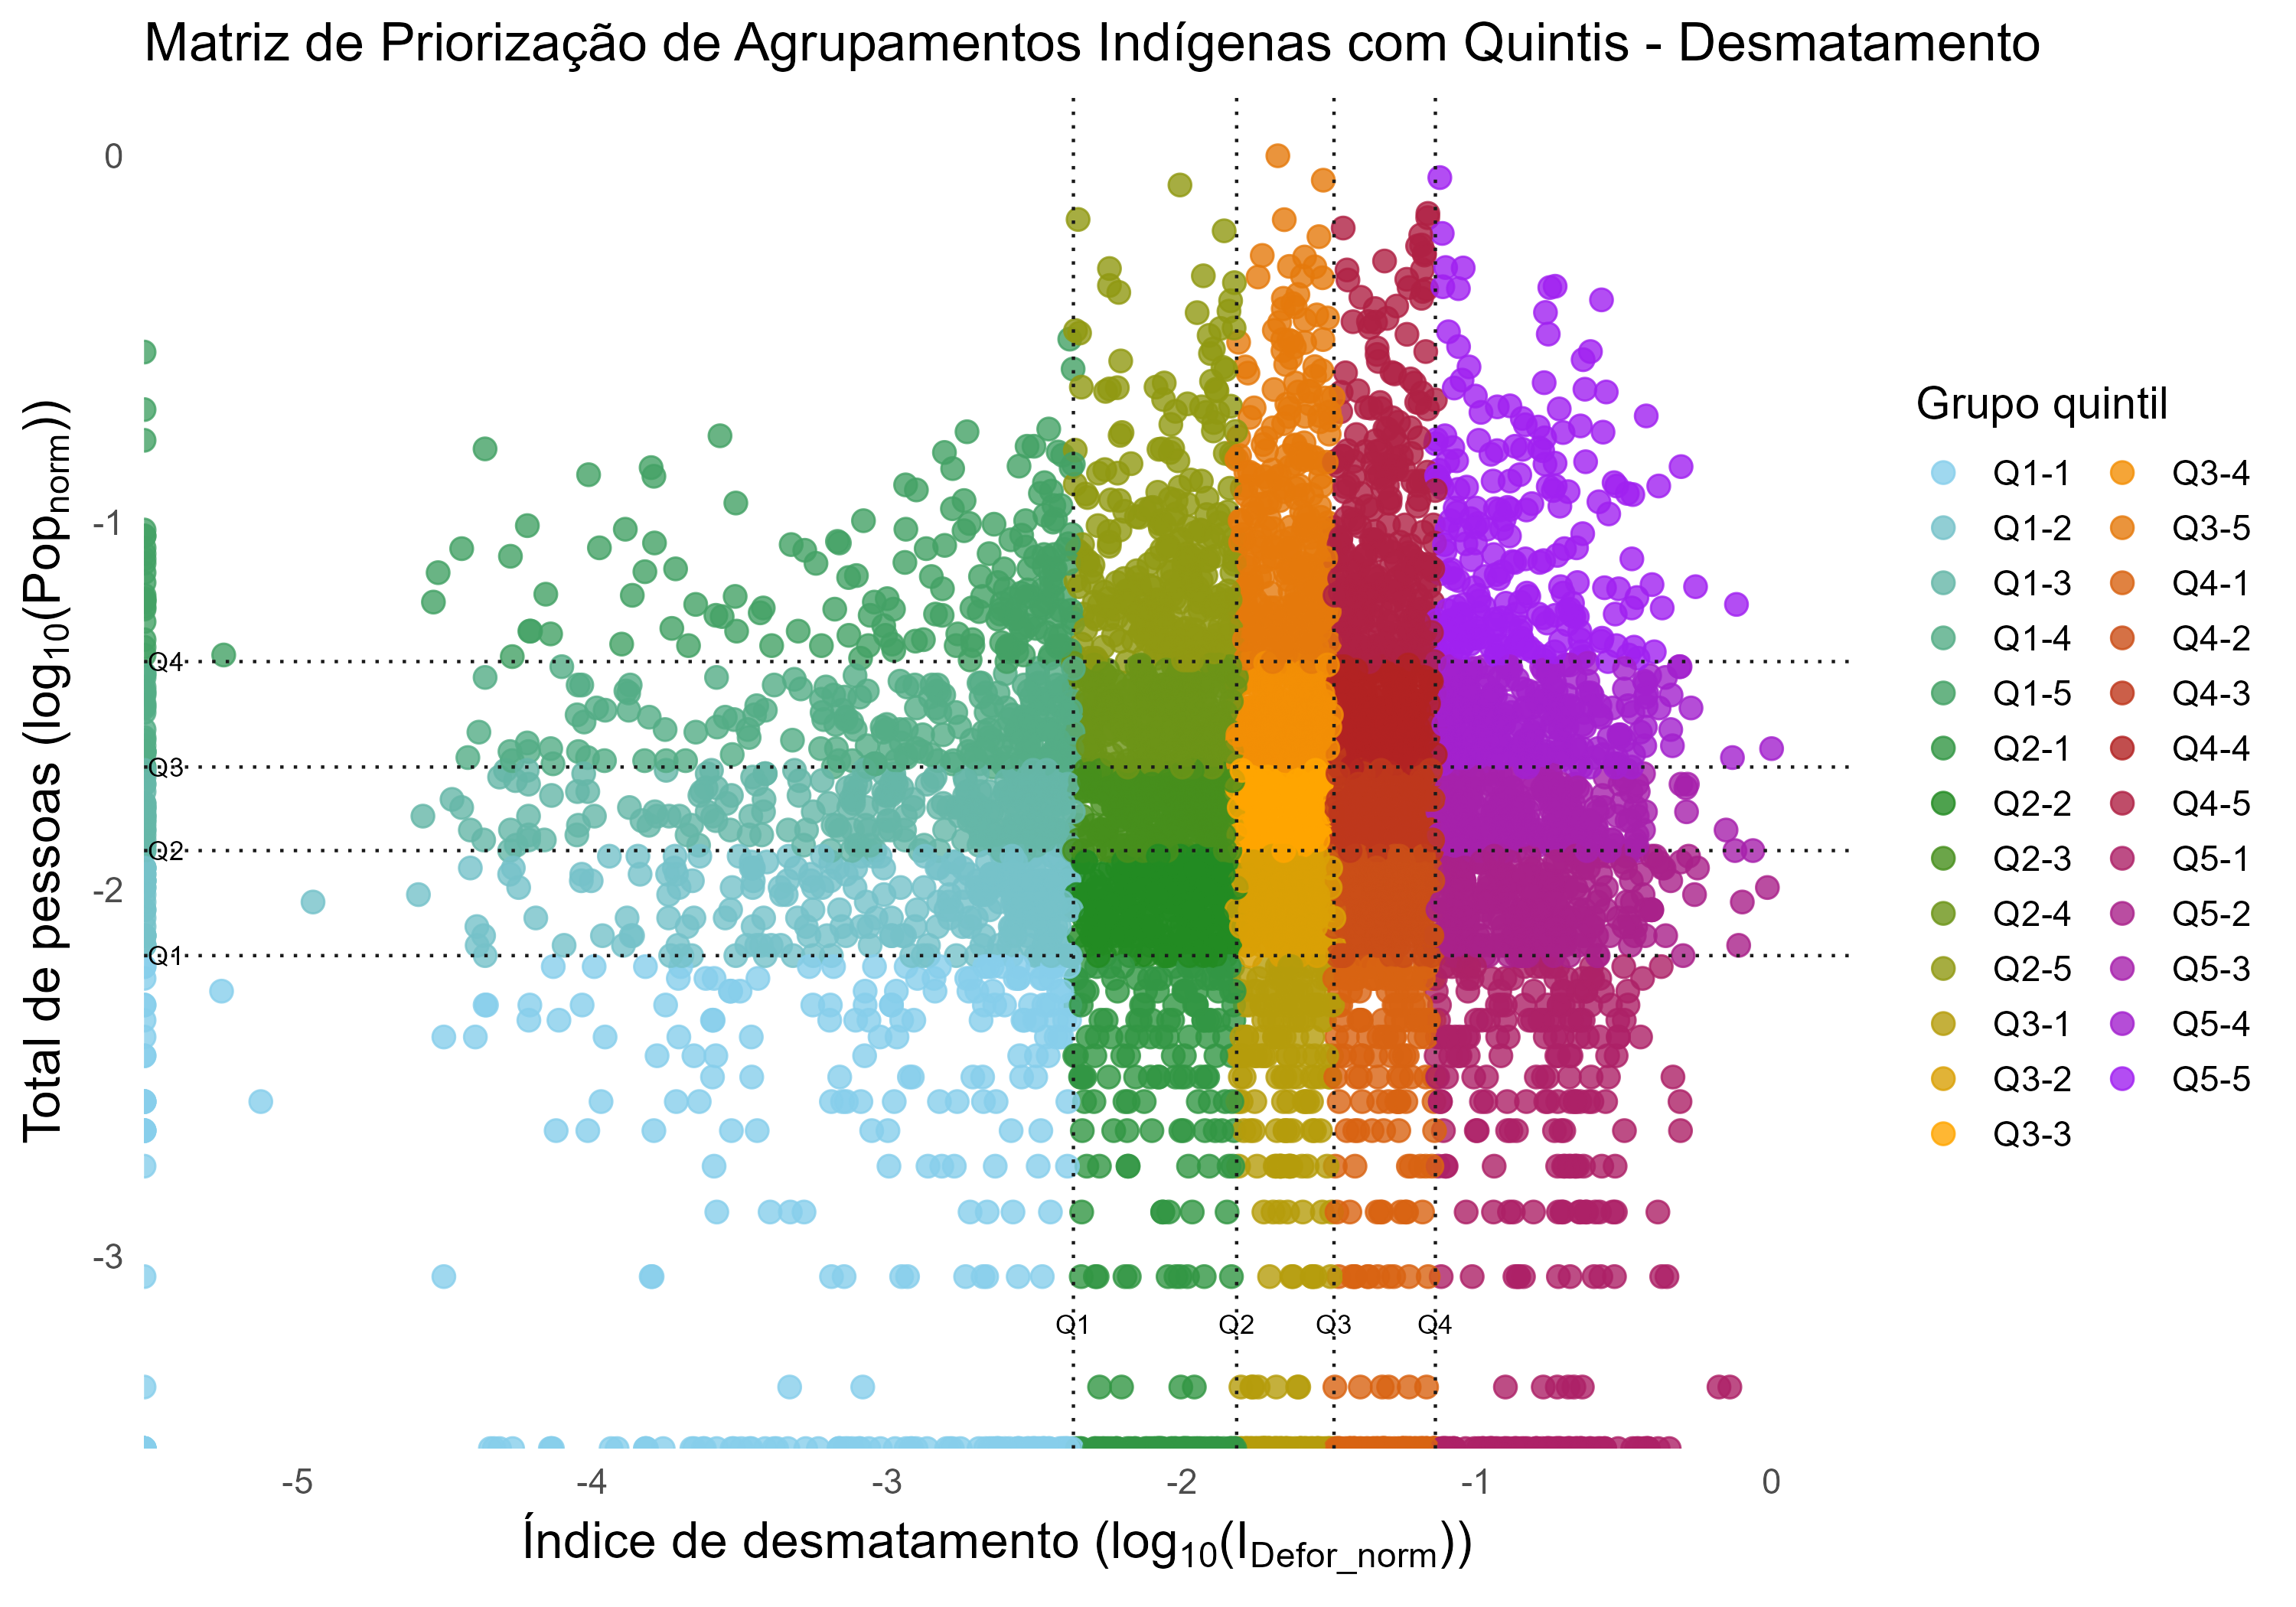 Matriz de Priorização de Agrupamentos Indígenas com Quintis - Desmatamento
Total de pessoas (log10(Popnorm))
0
-1
-2
-3
Q4
Q3
Q2
Q1
Q1 Q2 Q3 Q4
-5 -4 -3 -2 -1 0
Índice de desmatamento (log10(IDefor_norm))
Grupo quintil
Q1-1 Q3-4
Q1-2 Q3-5
Q1-3 Q4-1
Q1-4 Q4-2
Q1-5 Q4-3
Q2-1 Q4-4
Q2-2 Q4-5
Q2-3 Q5-1
Q2-4 Q5-2
Q2-5 Q5-3
Q3-1 Q5-4
Q3-2 Q5-5
Q3-3